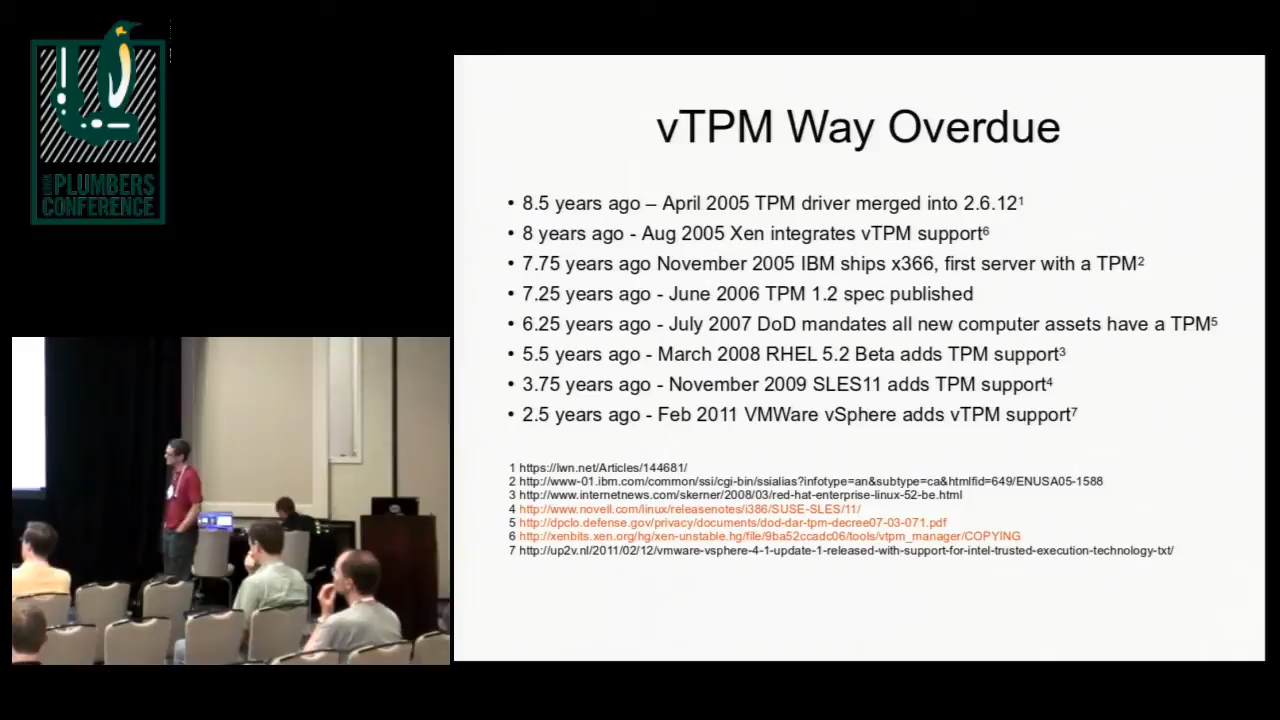 LINUX PLUMBERS
CONFERENCE
vTPM Way Overdue
• 8.5 years ago – April 2005 TPM driver merged into 2.6.12¹
• 8 years ago - Aug 2005 Xen integrates vTPM support⁶
• 7.75 years ago November 2005 IBM ships x366, first server with a TPM²
• 7.25 years ago - June 2006 TPM 1.2 spec published
• 6.25 years ago - July 2007 DoD mandates all new computer assets have a TPM⁵
• 5.5 years ago - March 2008 RHEL 5.2 Beta adds TPM support³
• 3.75 years ago - November 2009 SLES11 adds TPM support⁴
• 2.5 years ago - Feb 2011 VMWare vSphere adds vTPM support⁷
1 https://lwn.net/Articles/144681/
2 http://www-01.ibm.com/common/ssi/cgi-bin/ssialias?infotype=an&subtype=ca&htmlfid=649/ENUSA05-1588
3 http://www.internetnews.com/skerner/2008/03/red-hat-enterprise-linux-52-be.html
4 http://www.novell.com/linux/releasenotes/i386/SUSE-SLES/11/
5 http://dpclo.defense.gov/privacy/documents/dod-dar-tpm-decree07-03-071.pdf
6 http://xenbits.xen.org/hg/xen-unstable.hg/file/9ba52ccadc06/tools/vtpm_manager/COPYING
7 http://up2v.nl/2011/02/12/vmware-vsphere-4-1-update-1-released-with-support-for-intel-trusted-execution-technology-txt/